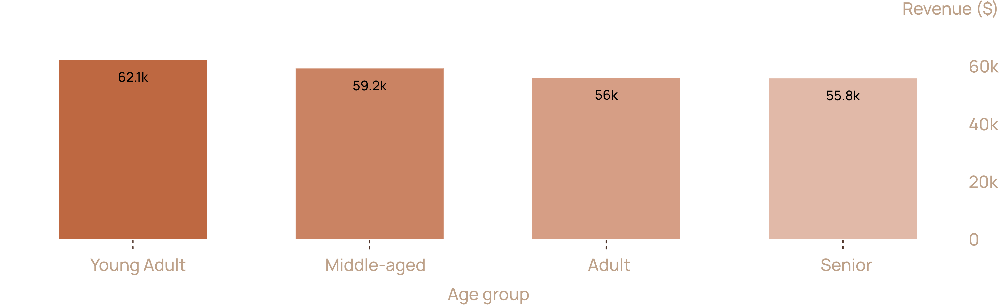 Revenue ($)
62.1k
59.2k
56k
55.8k
60k
40k
20k
0
Young Adult
Middle-aged
Adult
Senior
Age group